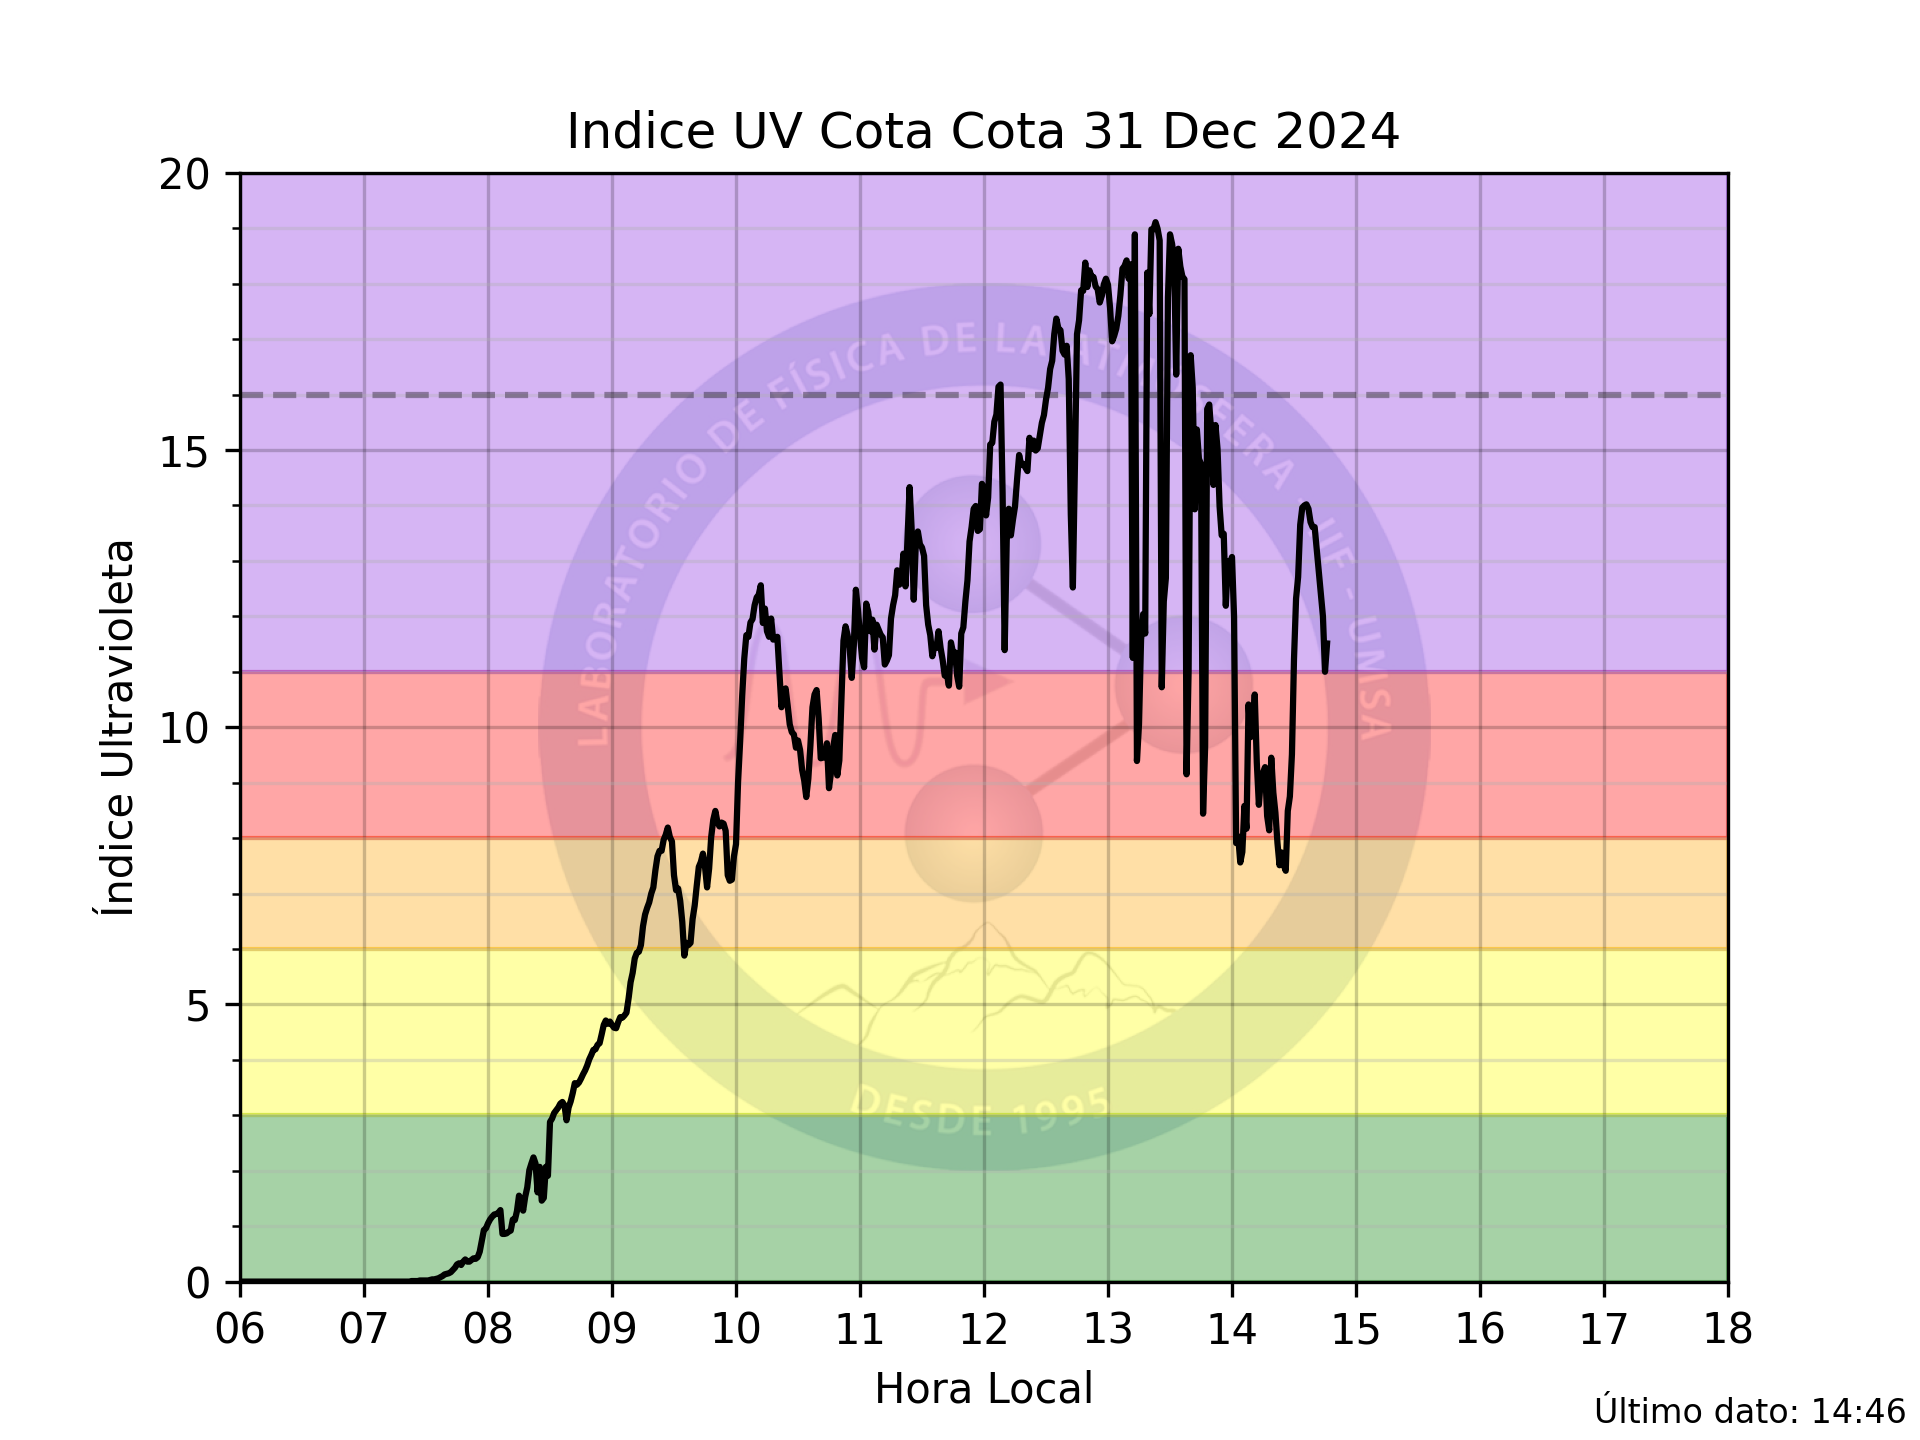 Indice UV Cota Cota 31 Dec 2024
20
15
10
5
0
Índice Ultravioleta
LABORATORIO DE FÍSICA DE LA ATMÓSFERA - IIF - UMSA
DESDE 1995
06 07 08 09 10 11 12 13 14 15 16 17 18
Hora Local
Último dato: 14:46